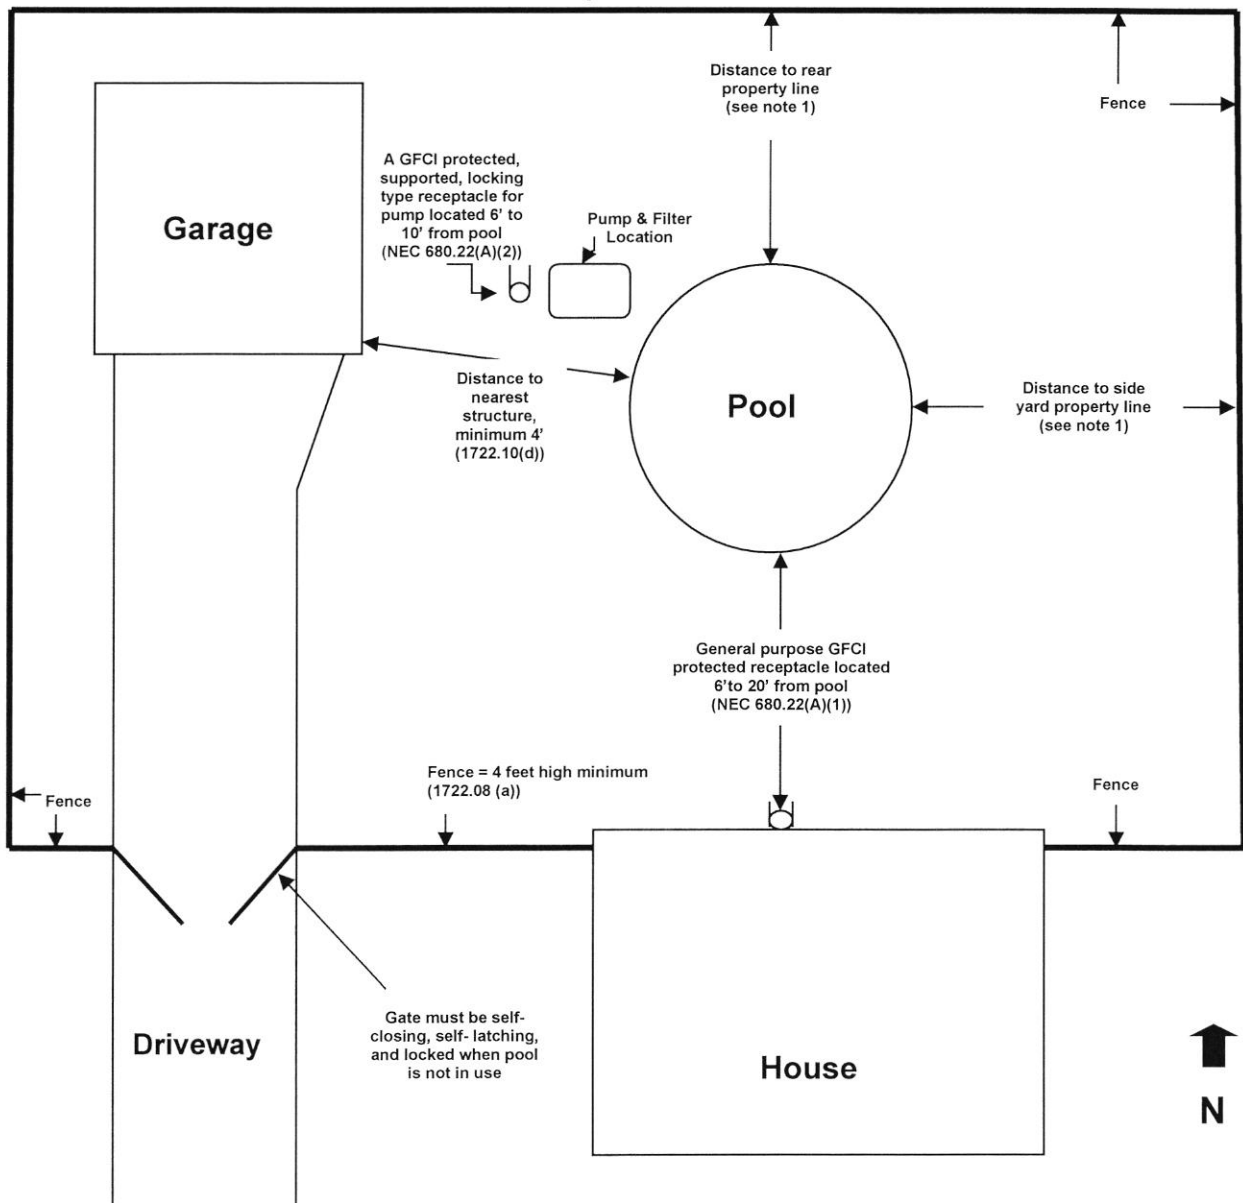 Distance to rear
property line
(see note 1)
Fence
A GFCI protected,
supported, locking
type receptacle for
pump located 6' to
10' from pool
(NEC 680.22(A)(2))
Pump & Filter
Location
Garage
Distance to
nearest
structure,
minimum 4'
(1722.10(d))
Pool
Distance to side
yard property line
(see note 1)
General purpose GFCI
protected receptacle located
6'to 20' from pool
(NEC 680.22(A)(1))
Fence = 4 feet high minimum
(1722.08 (a))
Fence
Fence
Gate must be self-
closing, self- latching,
and locked when pool
is not in use
Driveway
House
N